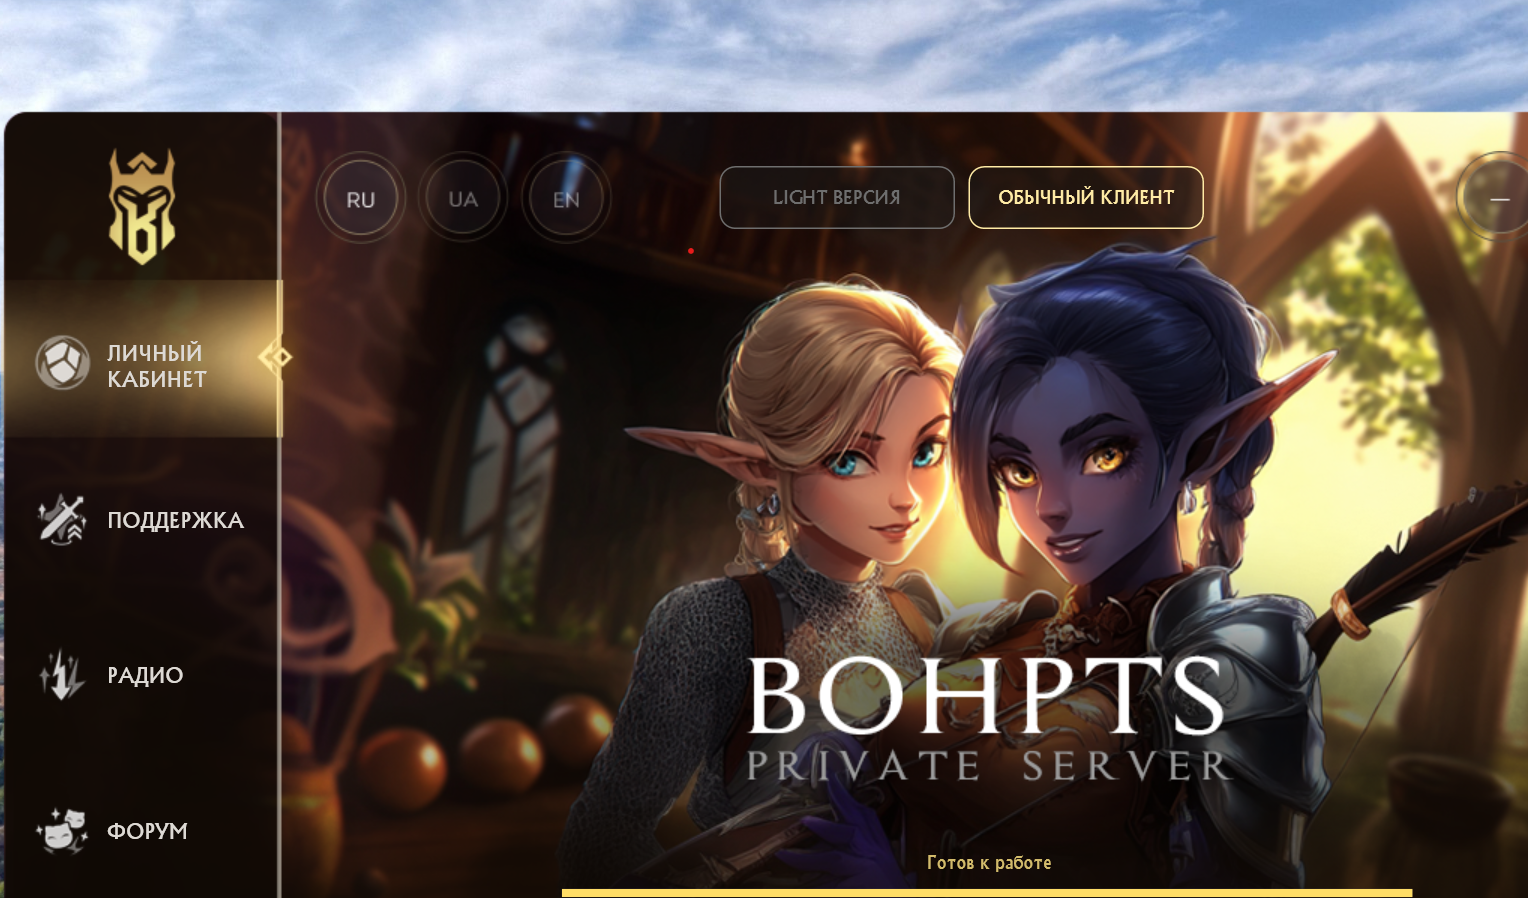 RU
UA
EN
LIGHT ВЕРСИЯ
ОБЫЧНЫЙ КЛИЕНТ
ЛИЧНЫЙ
КАБИНЕТ
ПОДДЕРЖКА
РАДИО
ФОРУМ
BOHPTS
PRIVATE SERVER
Готов к работе